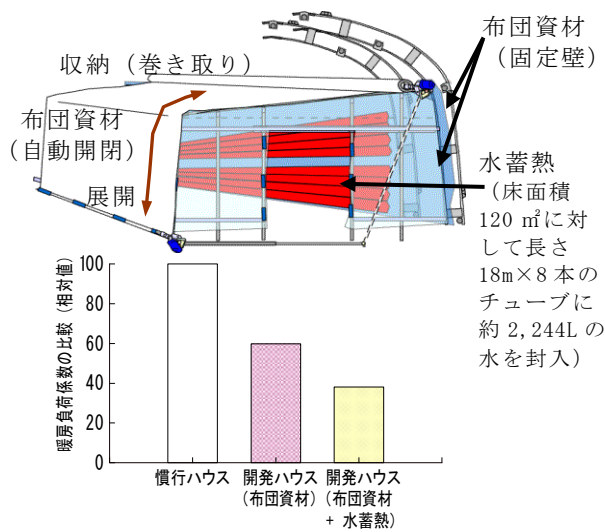 収納（巻き取り）
布団資材
（固定壁）
布団資材
（自動開閉）
展開
水蓄熱
（床面積
120 ㎡に対
して長さ
18m×8 本の
チューブに
約 2,244L の
水を封入）
暖房負荷係数の比較（相対値）
100
80
60
40
20
0
慣行ハウス
開発ハウス
（布団資材）
開発ハウス
（布団資材
+ 水蓄熱）